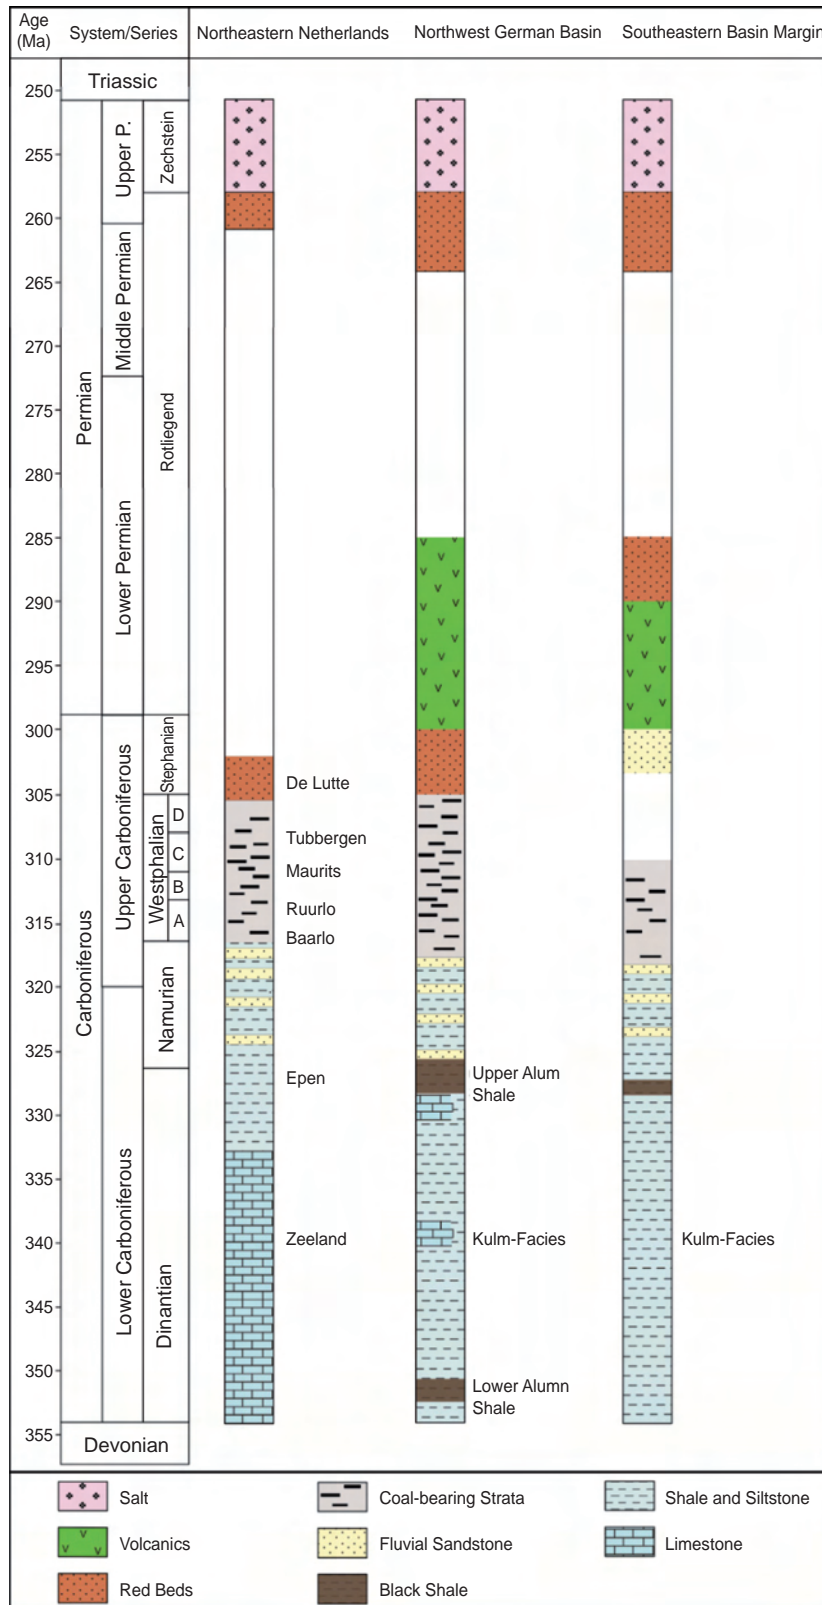 Age
(Ma)
System/Series
Northeastern Netherlands
Northwest German Basin
Southeastern Basin Margin
Triassic
250
255
260
265
270
275
280
285
290
295
300
305
310
315
320
325
330
335
340
345
350
355
Permian
Carboniferous
Upper P.
Middle Permian
Lower Permian
Upper Carboniferous
Lower Carboniferous
Zechstein
Rotliegend
Stephanian
Westphalian
D
C
B
A
Namurian
Dinantian
Devonian
De Lutte
Tubbergen
Maurits
Ruurlo
Baarlo
Epen
Zeeland
Upper Alum
Shale
Kulm-Facies
Lower Alumn
Shale
Kulm-Facies
Salt
Coal-bearing Strata
Shale and Siltstone
Volcanics
Fluvial Sandstone
Limestone
Red Beds
Black Shale